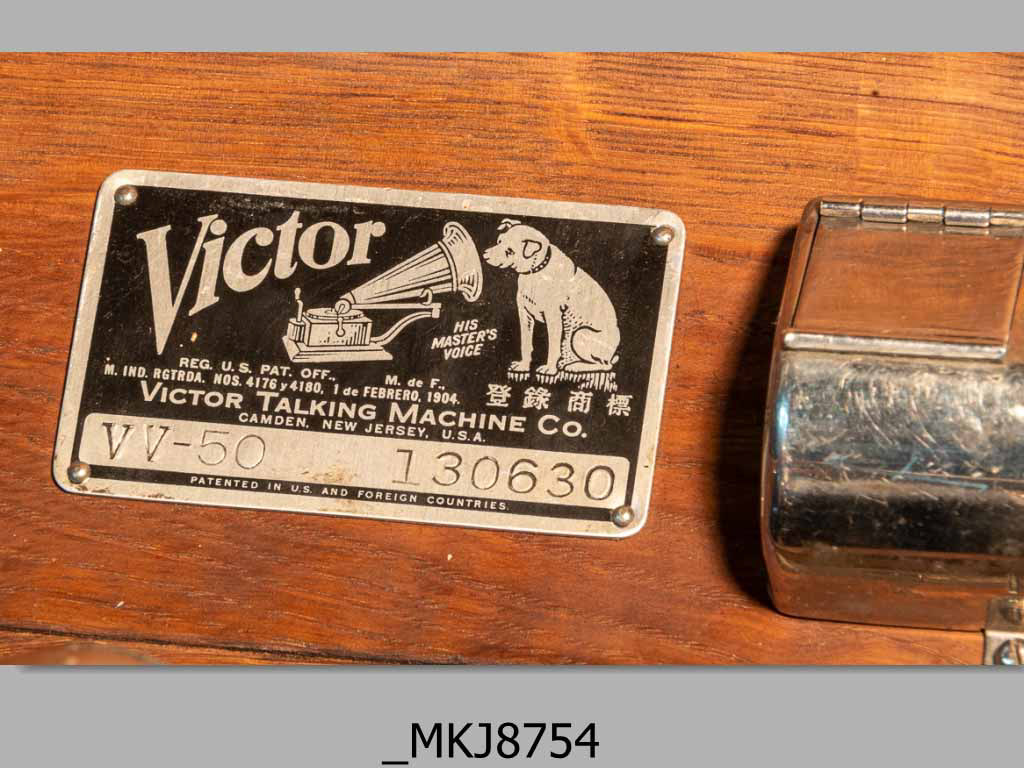 Victor
HIS
MASTER'S
VOICE
REG. U. S. PAT. OFF., M. de F.,
M. IND. RGTRDA. NOS. 4176 y 4180, 1 de FEBRERO, 1904.
登錄商標
VICTOR TALKING MACHINE CO.
CAMDEN, NEW JERSEY, U.S.A.
VV-50 130630
PATENTED IN U.S. AND FOREIGN COUNTRIES.
_MKJ8754